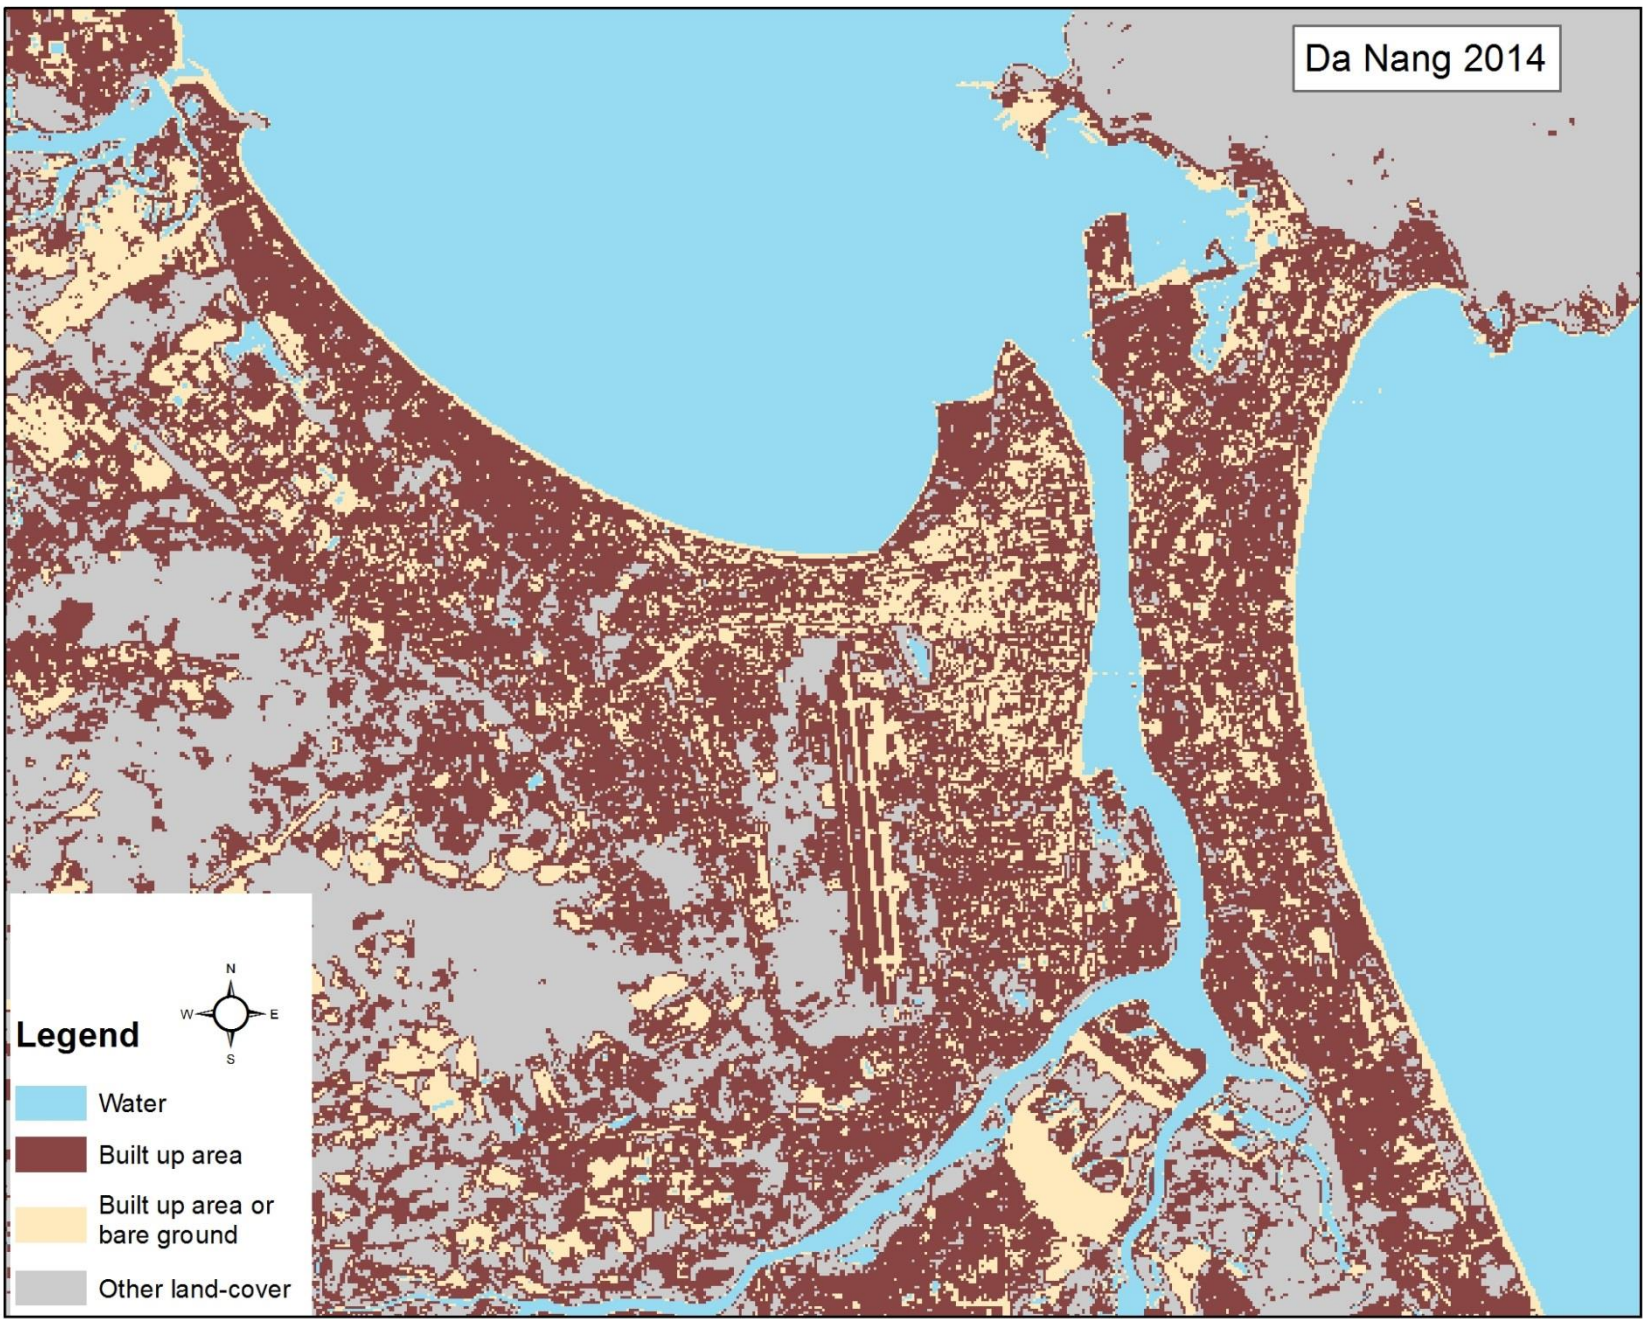 Da Nang 2014
N
W E
S
Legend
Water
Built up area
Built up area or
bare ground
Other land-cover